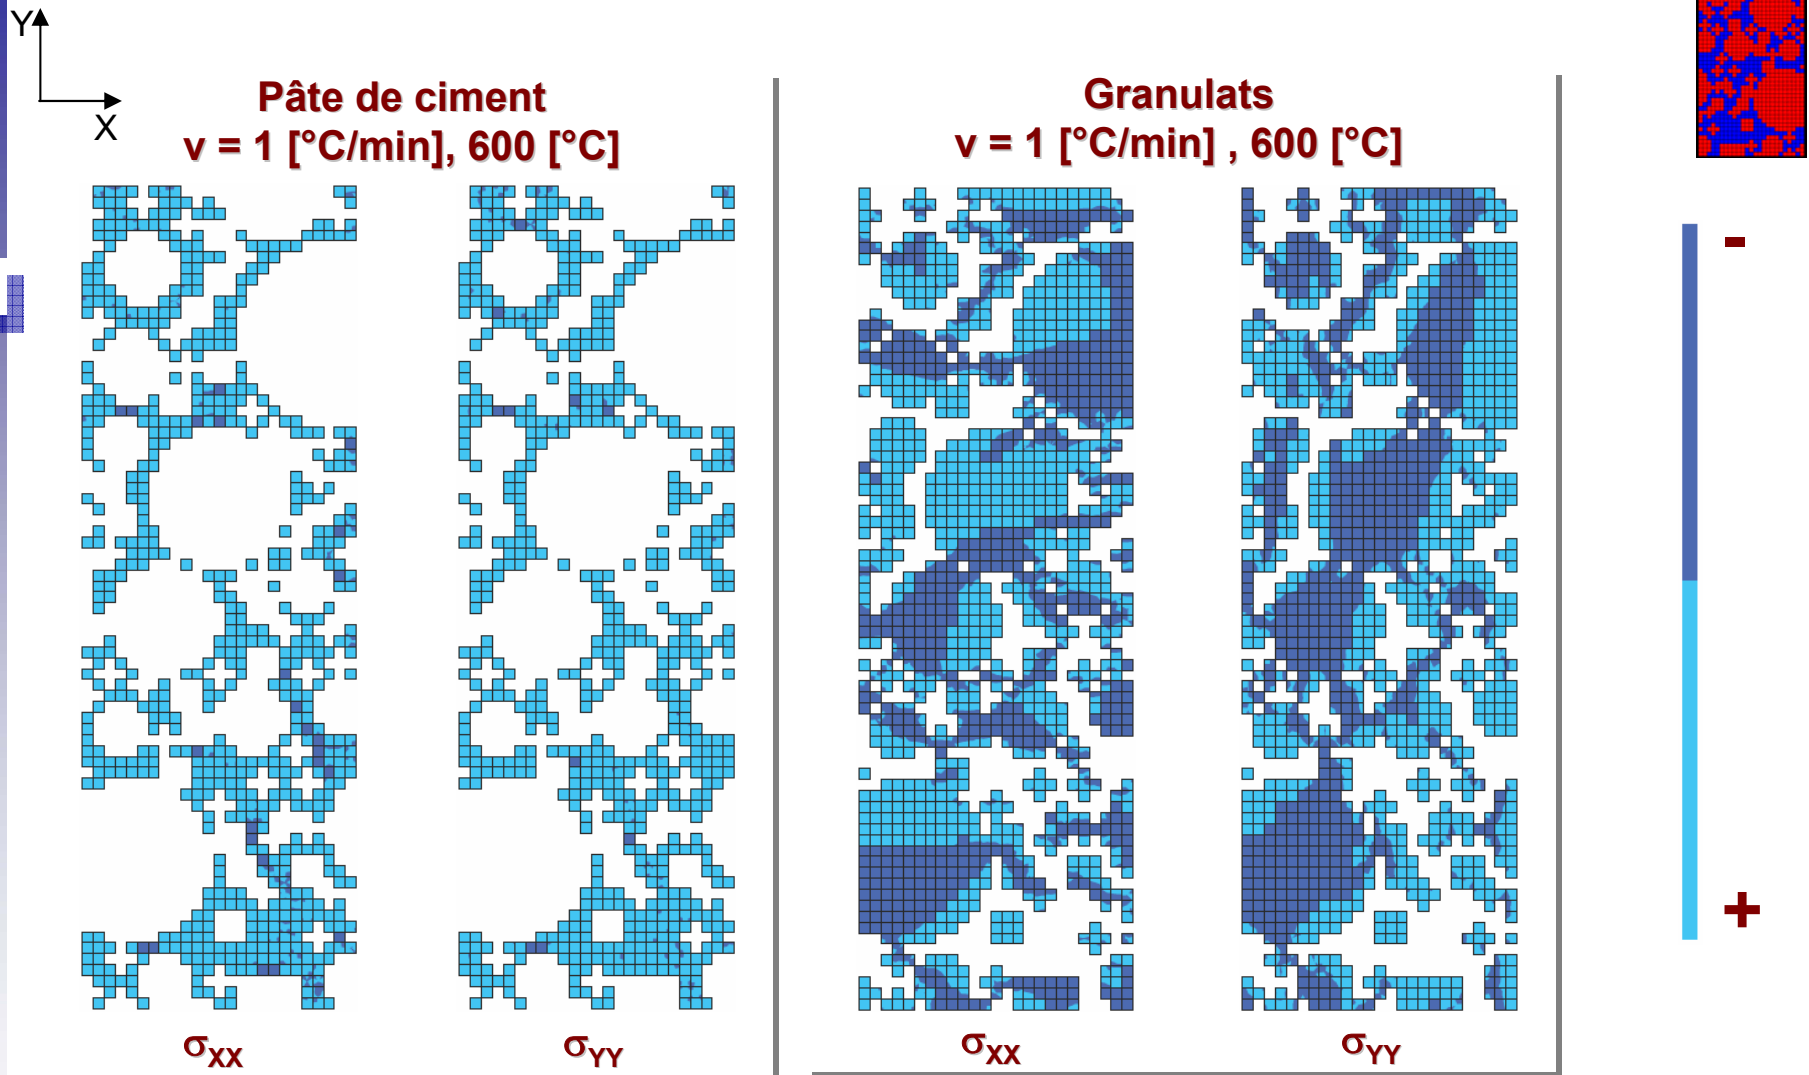 Y
X
Pâte de ciment
v = 1 [°C/min], 600 [°C]
Granulats
v = 1 [°C/min] , 600 [°C]
-
+
σXX
σYY
σXX
σYY